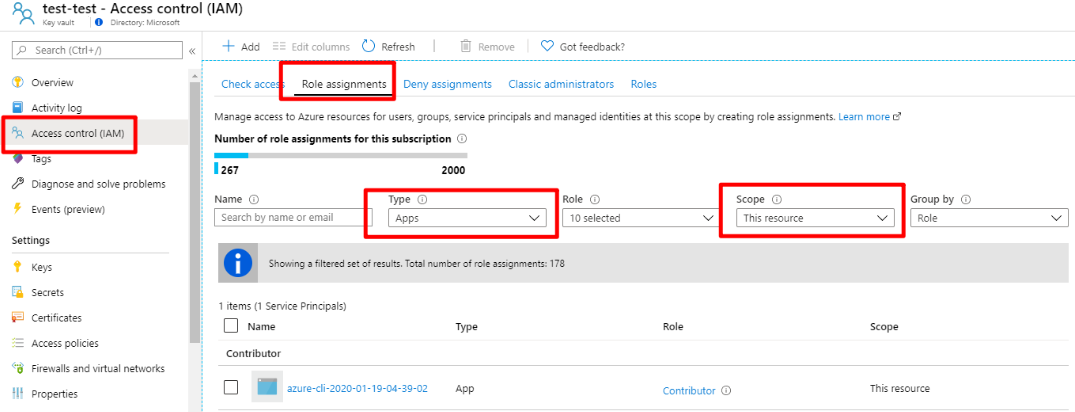 test-test - Access control (IAM)
Key vault Directory: Microsoft
Search (Ctrl+/)
«
Overview
Activity log
Access control (IAM)
Tags
Diagnose and solve problems
Events (preview)
Settings
Keys
Secrets
Certificates
Access policies
Firewalls and virtual networks
Properties
Add Edit columns Refresh Remove Got feedback?
Check access Role assignments Deny assignments Classic administrators Roles
Manage access to Azure resources for users, groups, service principals and managed identities at this scope by creating role assignments. Learn more
Number of role assignments for this subscription
267 2000
Name Type Role Scope Group by
Search by name or email Apps 10 selected This resource Role
Showing a filtered set of results. Total number of role assignments: 178
1 items (1 Service Principals)
Name Type Role Scope
Contributor
azure-cli-2020-01-19-04-39-02 App Contributor This resource